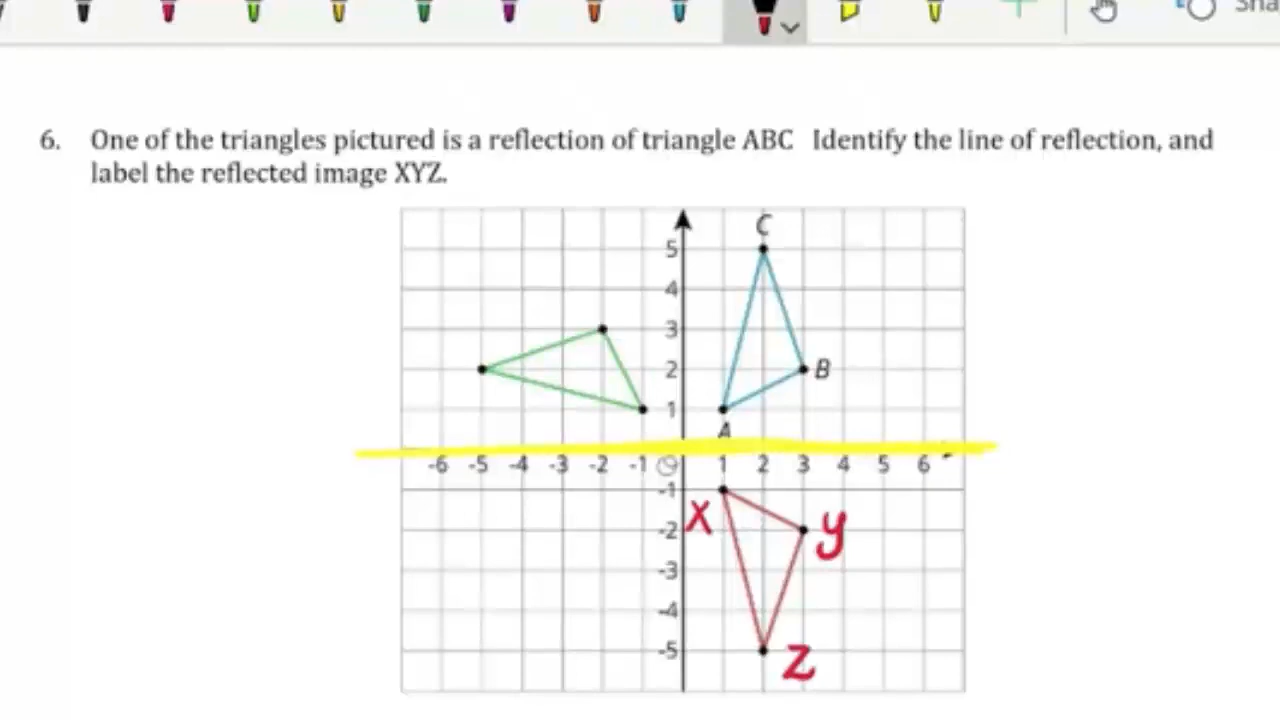 Sha
6. One of the triangles pictured is a reflection of triangle ABC Identify the line of reflection, and
label the reflected image XYZ.
C
5
4
3
2 B
1
A
-6 -5 -4 -3 -2 -1 1 2 3 4 5 6
-1
X
-2 y
-3
-4
-5 Z